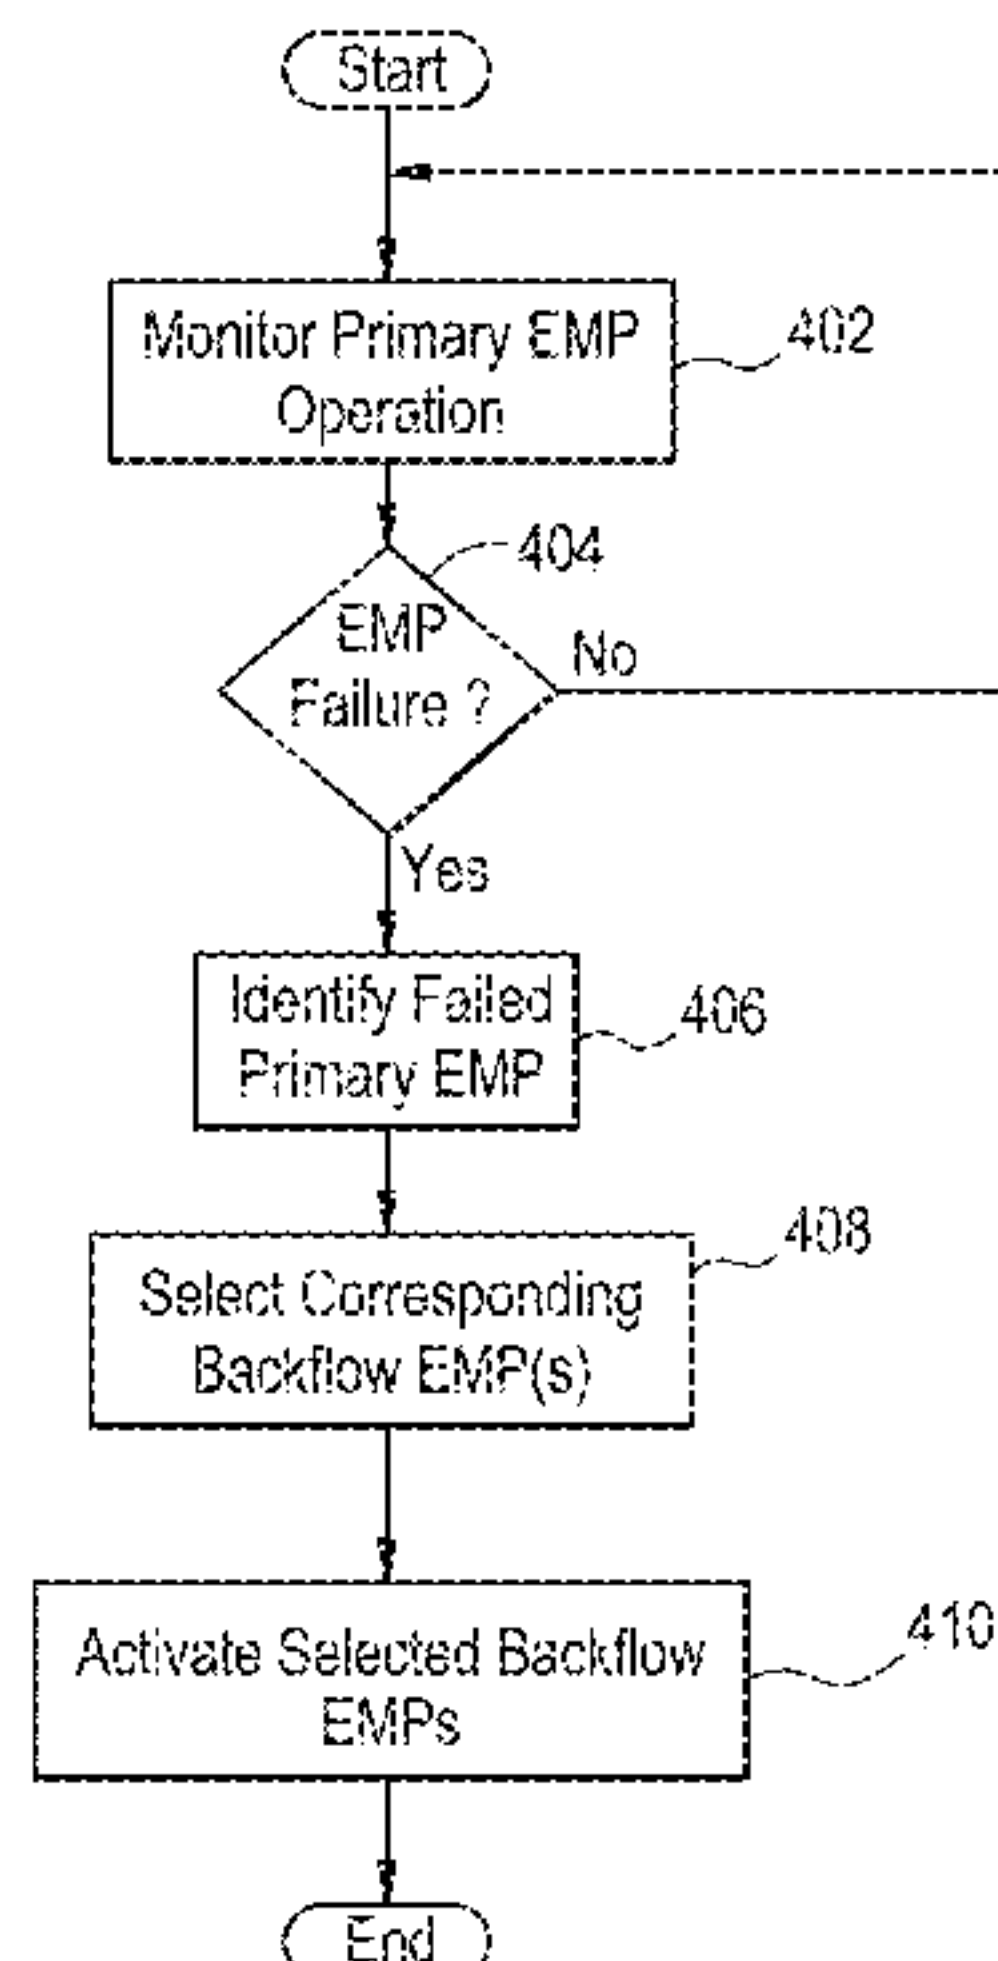 Start
Monitor Primary EMP
Operation
402
404
EMP
Failure ?
No
Yes
Identify Failed
Primary EMP
406
408
Select Corresponding
Backflow EMP(s)
410
Activate Selected Backflow
EMPs
End